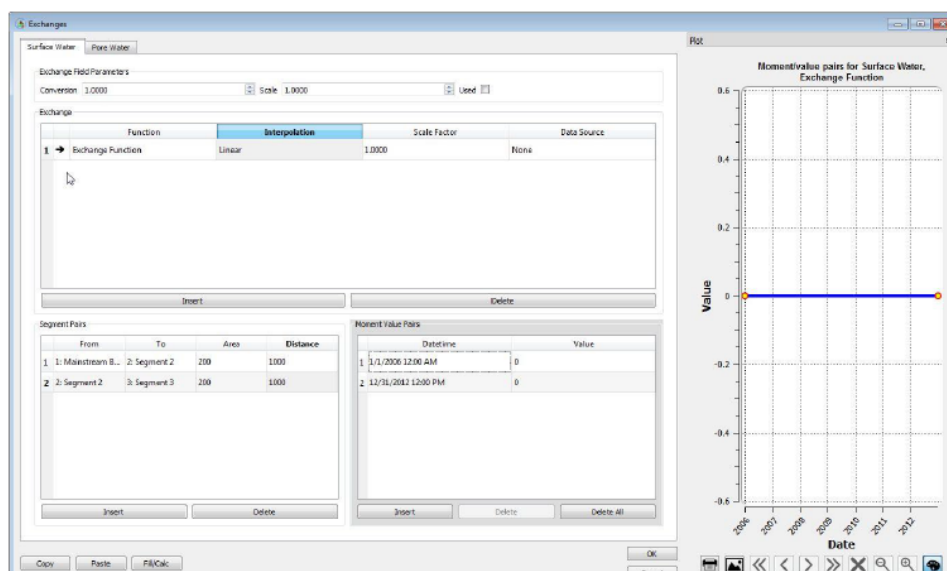 Exchanges
Surface Water Pore Water
Exchange Field Parameters
Conversion 1.0000 Scale 1.0000 Used
Exchange
Function Interpolation Scale Factor Data Source
1 Exchange Function Linear 1.0000 None
Insert Delete
Segment Pairs
From To Area Distance
1 1: Mainstream B... 2: Segment 2 200 1000
2 2: Segment 2 3: Segment 3 200 1000
Insert Delete
Moment Value Pairs
Datetime Value
1 1/1/2006 12:00 AM 0
2 12/31/2012 12:00 PM 0
Insert Delete Delete All
Copy Paste Fill/Calc
OK
Plot
Moment/value pairs for Surface Water,
Exchange Function
0.6
0.4
0.2
0
-0.2
-0.4
-0.6
Value
2006 2007 2008 2009 2010 2011 2012
Date